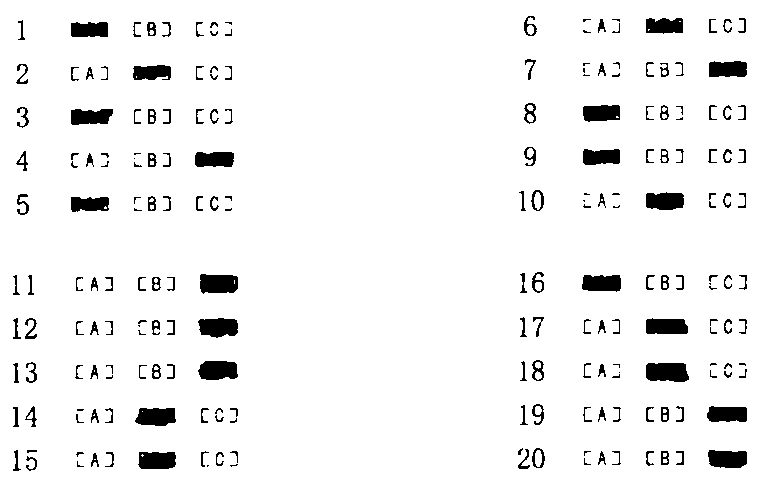 1 [B] [C]
2 [A] [C]
3 [B] [C]
4 [A] [B]
5 [B] [C]
6 [A] [C]
7 [A] [B]
8 [B] [C]
9 [B] [C]
10 [A] [C]
11 [A] [B]
12 [A] [B]
13 [A] [B]
14 [A] [C]
15 [A] [C]
16 [B] [C]
17 [A] [C]
18 [A] [C]
19 [A] [B]
20 [A] [B]